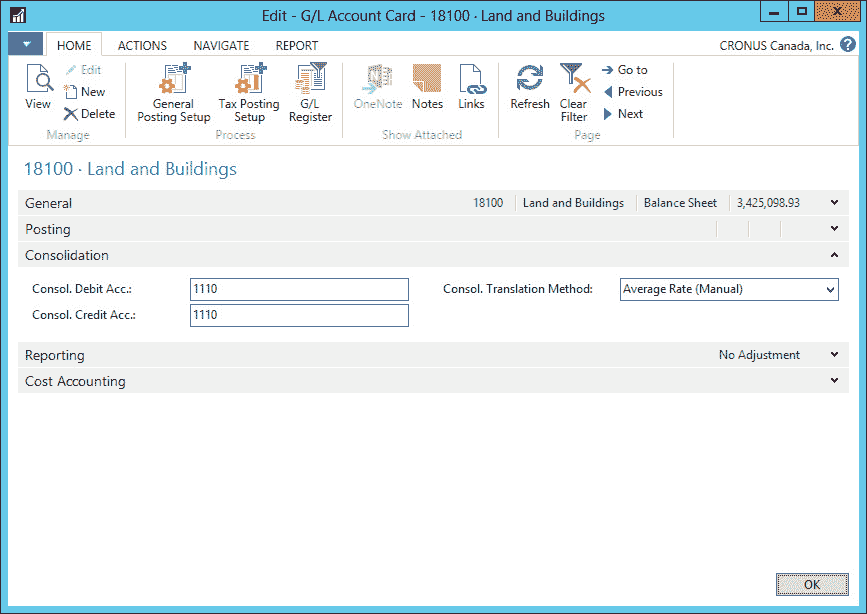 Edit - G/L Account Card - 18100 · Land and Buildings
HOME ACTIONS NAVIGATE REPORT CRONUS Canada, Inc. ?
View
Edit
New
Delete
Manage
General
Posting Setup
Tax Posting
Setup
G/L
Register
Process
OneNote
Notes
Links
Show Attached
Refresh
Clear
Filter
Go to
Previous
Next
Page
18100 · Land and Buildings
General 18100 Land and Buildings Balance Sheet 3,425,098.93
Posting
Consolidation
Consol. Debit Acc.: 1110 Consol. Translation Method: Average Rate (Manual)
Consol. Credit Acc.: 1110
Reporting No Adjustment
Cost Accounting
OK